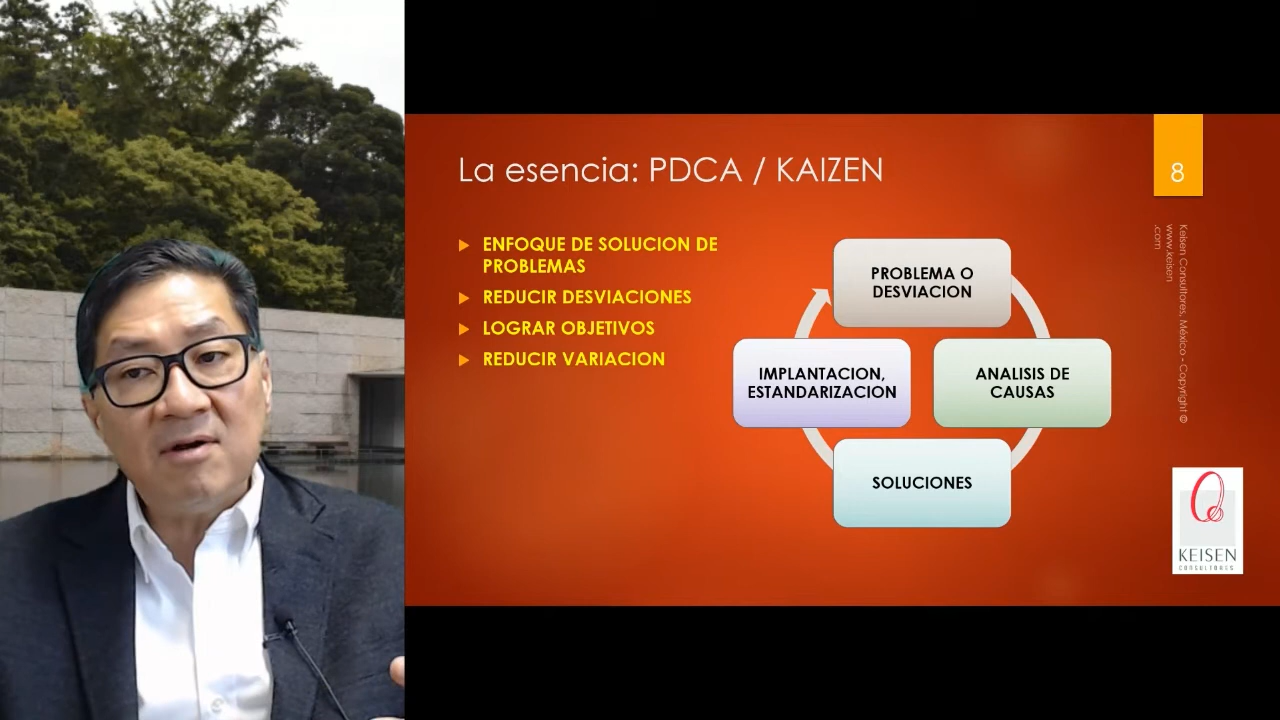 La esencia: PDCA / KAIZEN
8
ENFOQUE DE SOLUCION DE
PROBLEMAS
REDUCIR DESVIACIONES
LOGRAR OBJETIVOS
REDUCIR VARIACION
PROBLEMA O
DESVIACION
ANALISIS DE
CAUSAS
SOLUCIONES
IMPLANTACION,
ESTANDARIZACION
Keisen Consultores, México - Copyright ©
www.keisen
.com
KEISEN
CONSULTORES